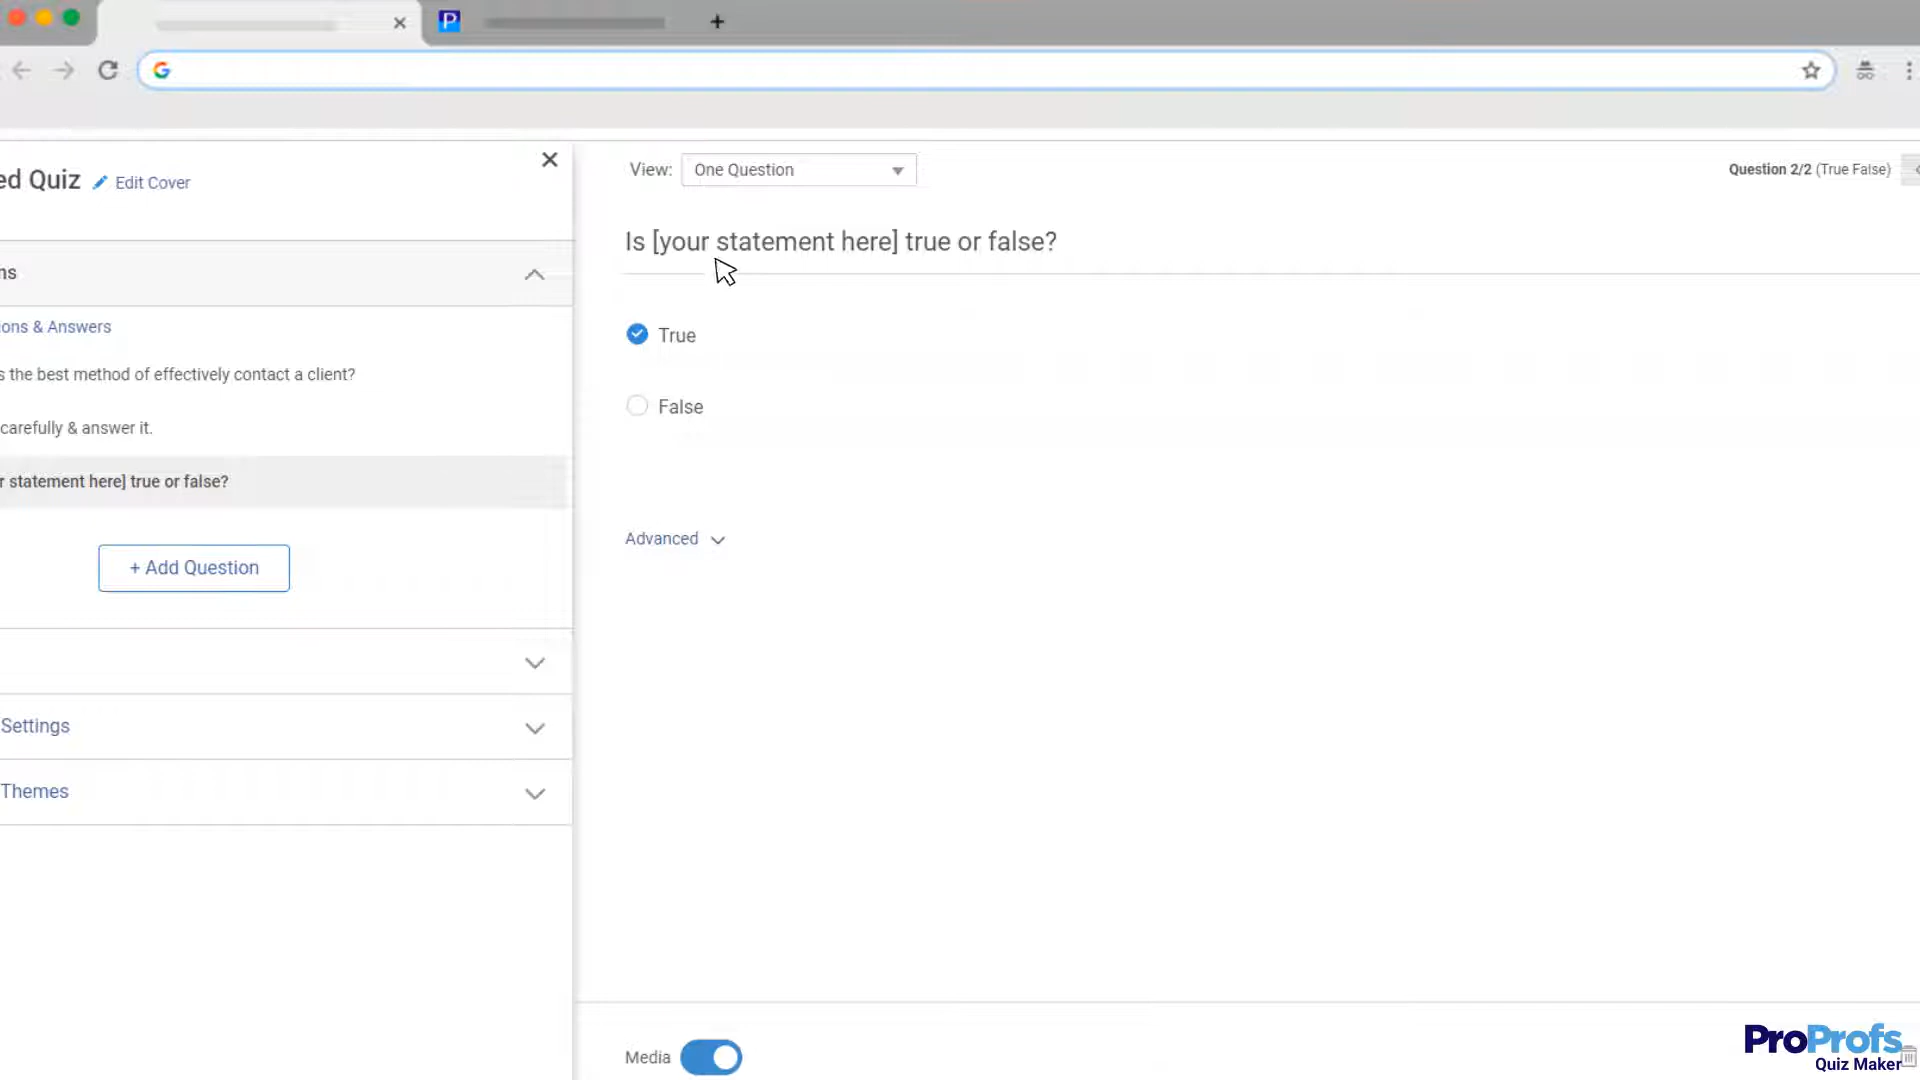 ed Quiz
Edit Cover
ns
ons & Answers
s the best method of effectively contact a client?
carefully & answer it.
r statement here] true or false?
+ Add Question
Settings
Themes
View: One Question
Question 2/2 (True False)
Is [your statement here] true or false?
True
False
Advanced
Media
ProProfs
Quiz Maker